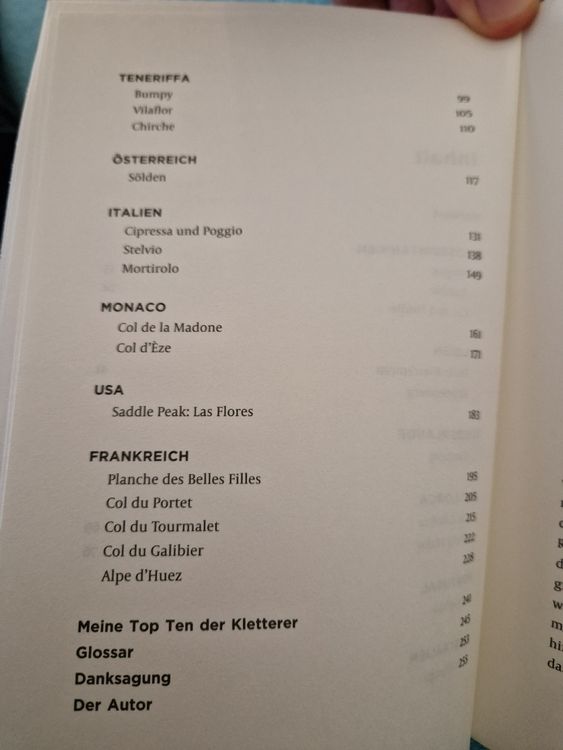 TENERIFFA
Bumpy 99
Vilaflor 105
Chirche 110
ÖSTERREICH
Sölden 117
ITALIEN
Cipressa und Poggio 131
Stelvio 138
Mortirolo 149
MONACO
Col de la Madone 161
Col d'Èze 171
USA
Saddle Peak: Las Flores 183
FRANKREICH
Planche des Belles Filles 195
Col du Portet 205
Col du Tourmalet 215
Col du Galibier 222
Alpe d'Huez 228
Meine Top Ten der Kletterer 241
Glossar 245
Danksagung 253
Der Autor 255